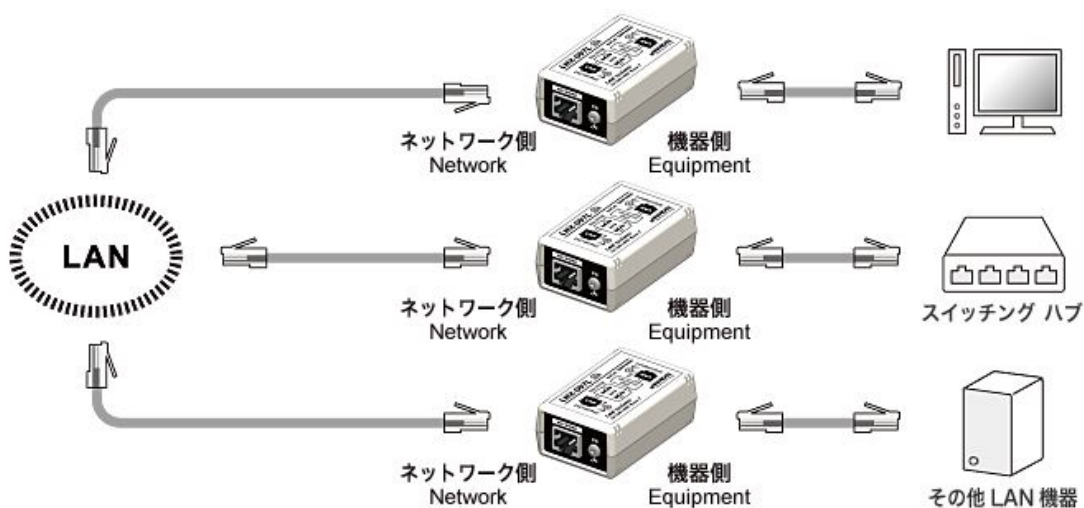 ネットワーク側
Network
機器側
Equipment
LAN
ネットワーク側
Network
機器側
Equipment
スイッチング ハブ
ネットワーク側
Network
機器側
Equipment
その他 LAN 機器